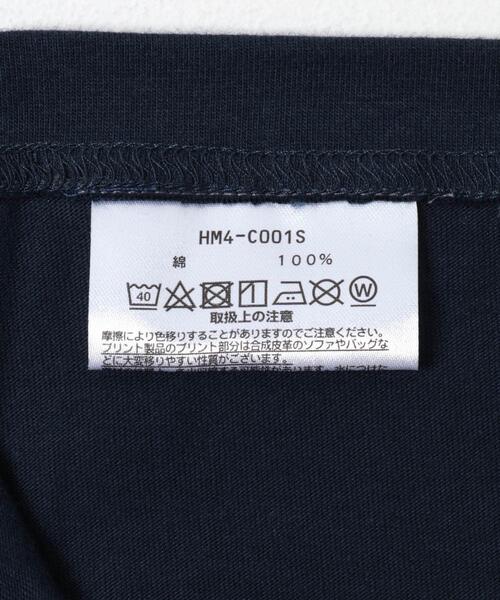 HM4-C001S
綿 100%
40 W
取扱上の注意
摩擦により色移りすることがありますのでご注意ください。
プリント製品のプリント部分は合成皮革のソファやバッグな
どに大変移りやすい性質がございます。